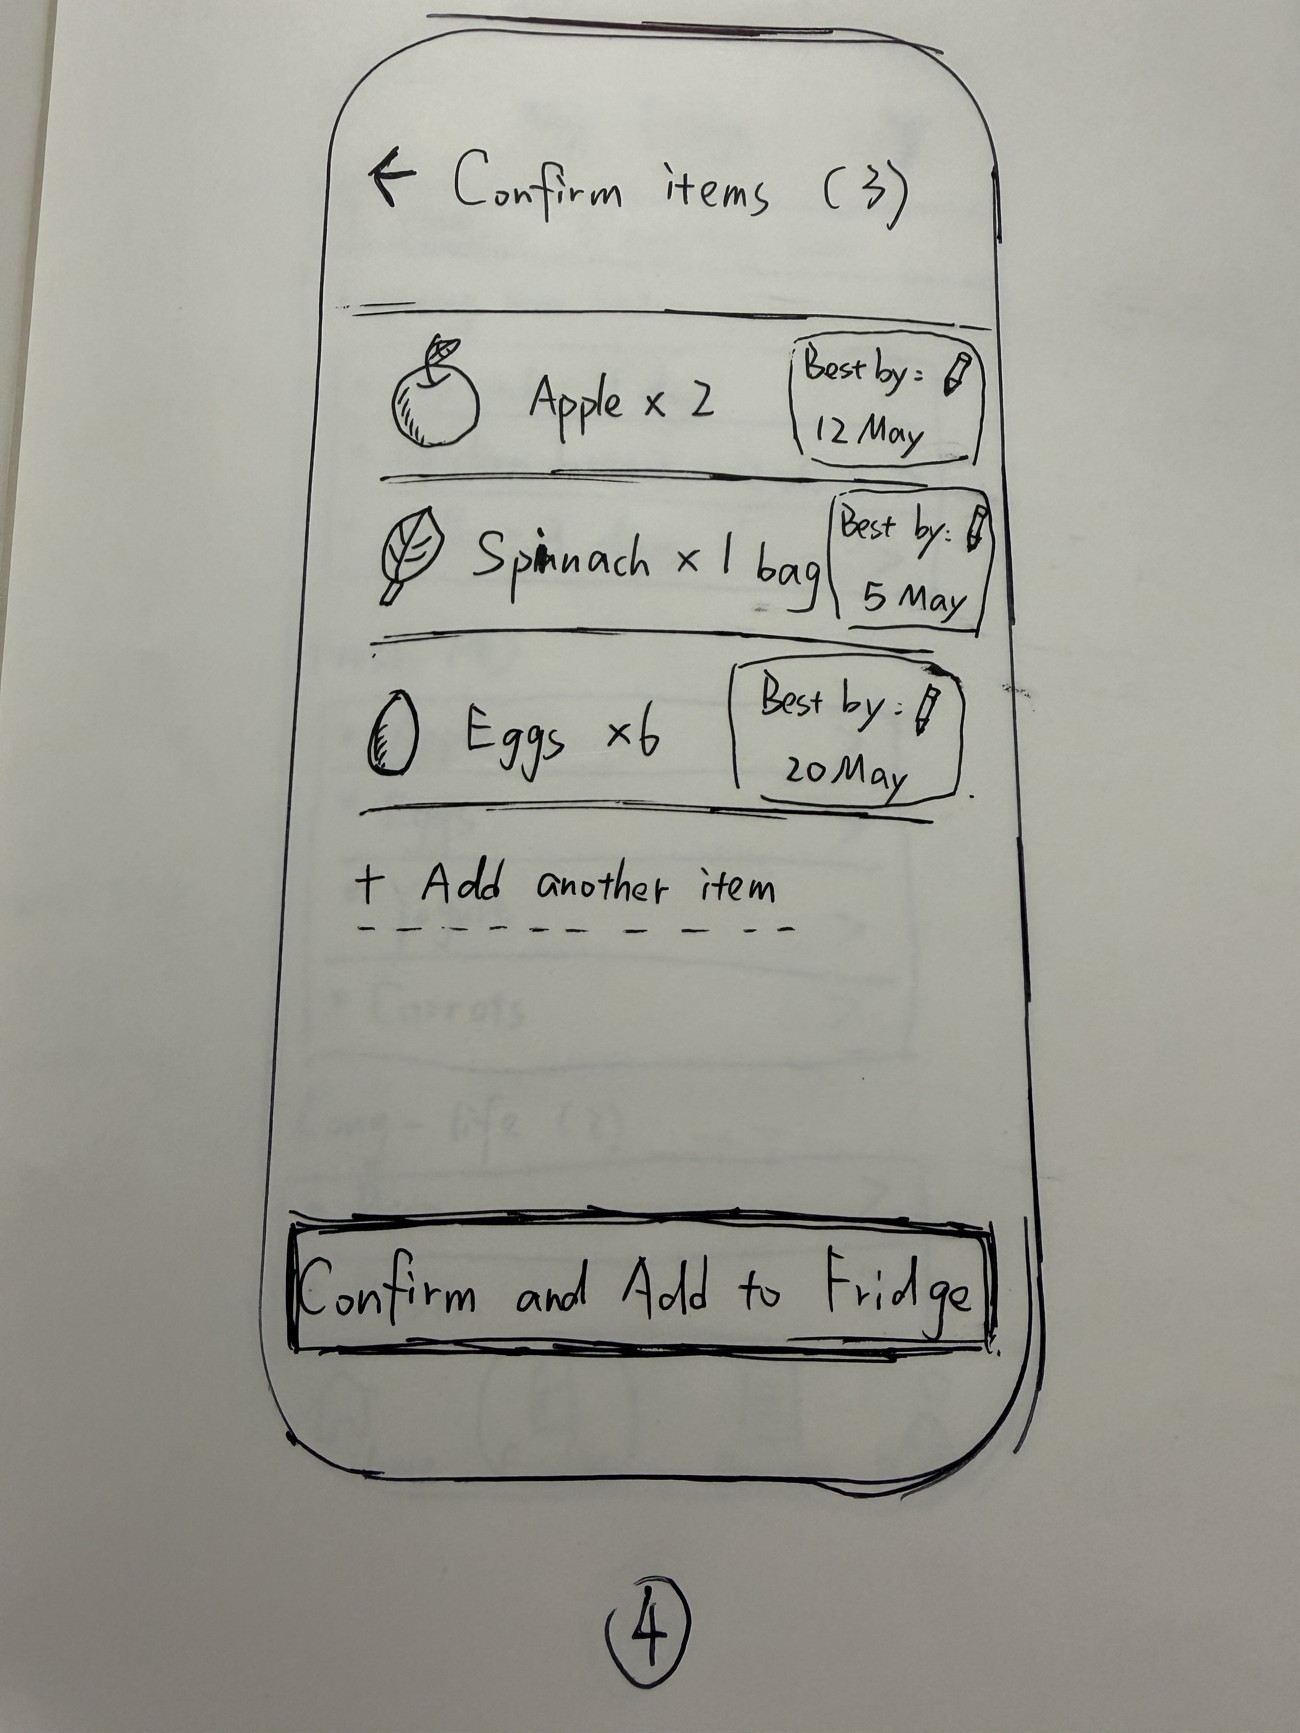 ← Confirm items (3)
Apple x 2
Best by:
12 May
Spinnach x 1 bag
Best by:
5 May
Eggs x6
Best by:
20 May
+ Add another item
Confirm and Add to Fridge
4